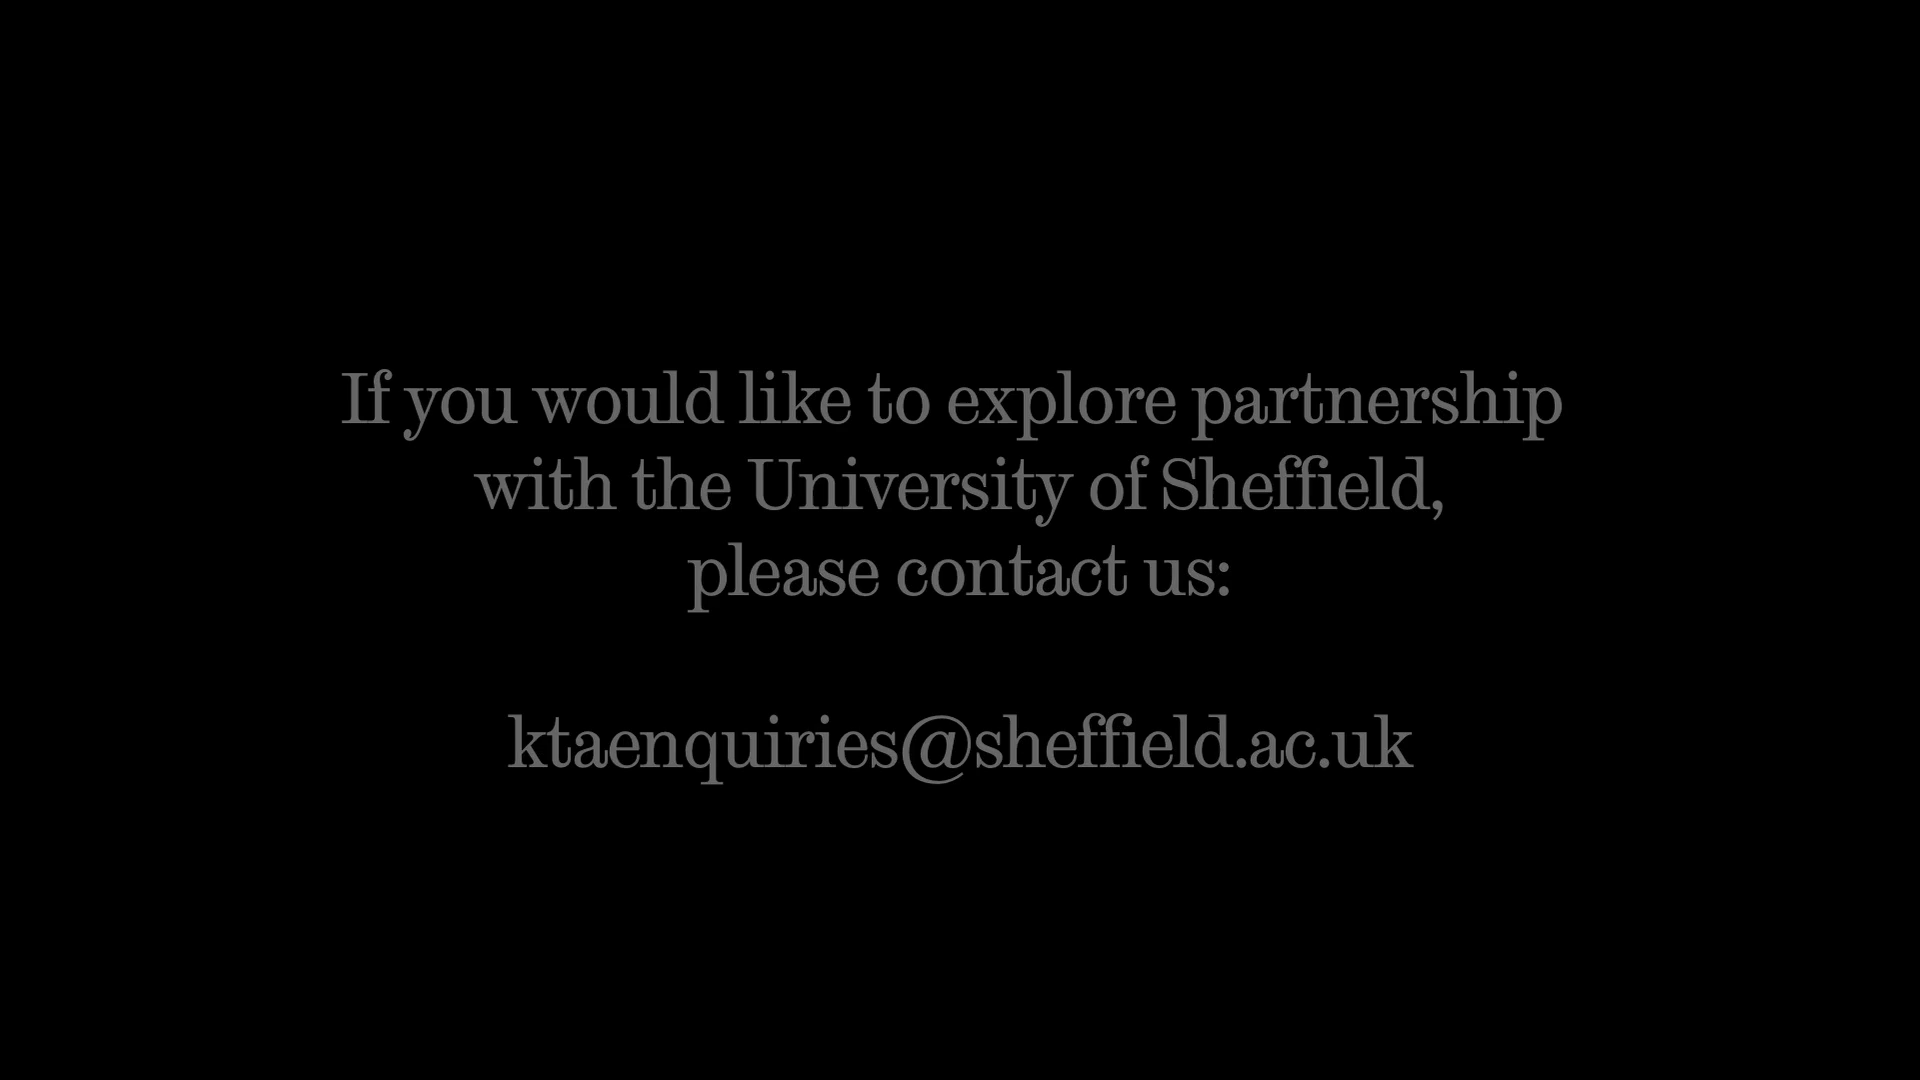 If you would like to explore partnership
with the University of Sheffield,
please contact us:
ktaenquiries@sheffield.ac.uk